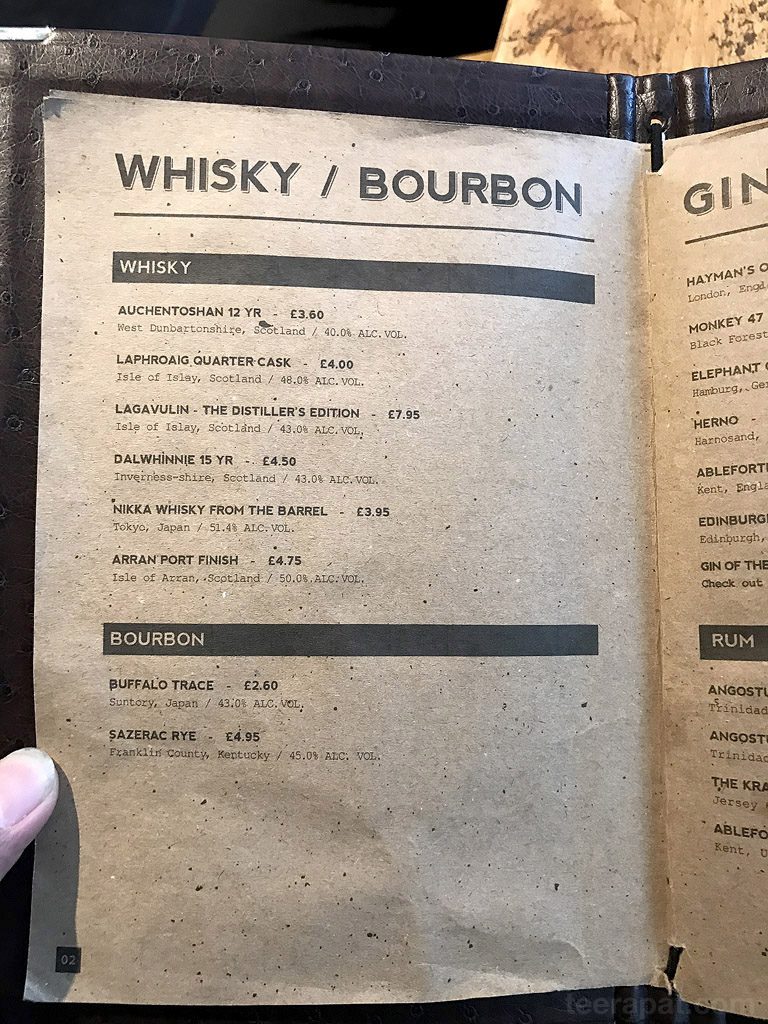 WHISKY / BOURBON
WHISKY
AUCHENTOSHAN 12 YR - £3.60
West Dunbartonshire, Scotland / 40.0% ALC.VOL.
LAPHROAIG QUARTER CASK - £4.00
Isle of Isley, Scotland / 48.0% ALC.VOL.
LAGAVULIN - THE DISTILLER'S EDITION - £7.95
Isle of Islay, Scotland / 43.0% ALC.VOL.
DALWHINNIE 15 YR - £4.50
Inverness-shire, Scotland / 43.0% ALC.VOL.
NIKKA WHISKY FROM THE BARREL - £3.95
Tokyo, Japan / 51.4% ALC.VOL.
ARRAN PORT FINISH - £4.75
Isle of Arran, Scotland / 50.0% ALC.VOL.
BOURBON
BUFFALO TRACE - £2.60
Suntory, Japan / 43.0% ALC.VOL.
SAZERAC RYE - £4.95
Franklin County, Kentucky / 45.0% ALC. VOL.
02
GIN
HAYMAN'S O
London, Engl
MONKEY 47
Black Forest
ELEPHANT
Hamburg, Ger
HERNO -
Harnosand,
ABLEFORT
Kent, Engla
EDINBURG
Edinburgh,
GIN OF THE
Check out
RUM
ANGOSTU
Trinidad
ANGOSTU
Trinidad
THE KRA
Jersey
ABLEFO
Kent, U
teerapat.com